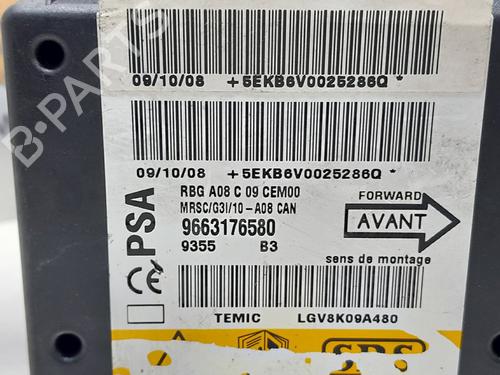 09/10/08 +5EKB6V0025286Q *
09/10/08 +5EKB6V0025286Q *
RBG A08 C 09 CEM00
MRSC/G3I/10-A08 CAN
9663176580
9355 B3
PSA
CE
FORWARD
AVANT
sens de montage
TEMIC LGV8K09A480
SRS
B-PARTS